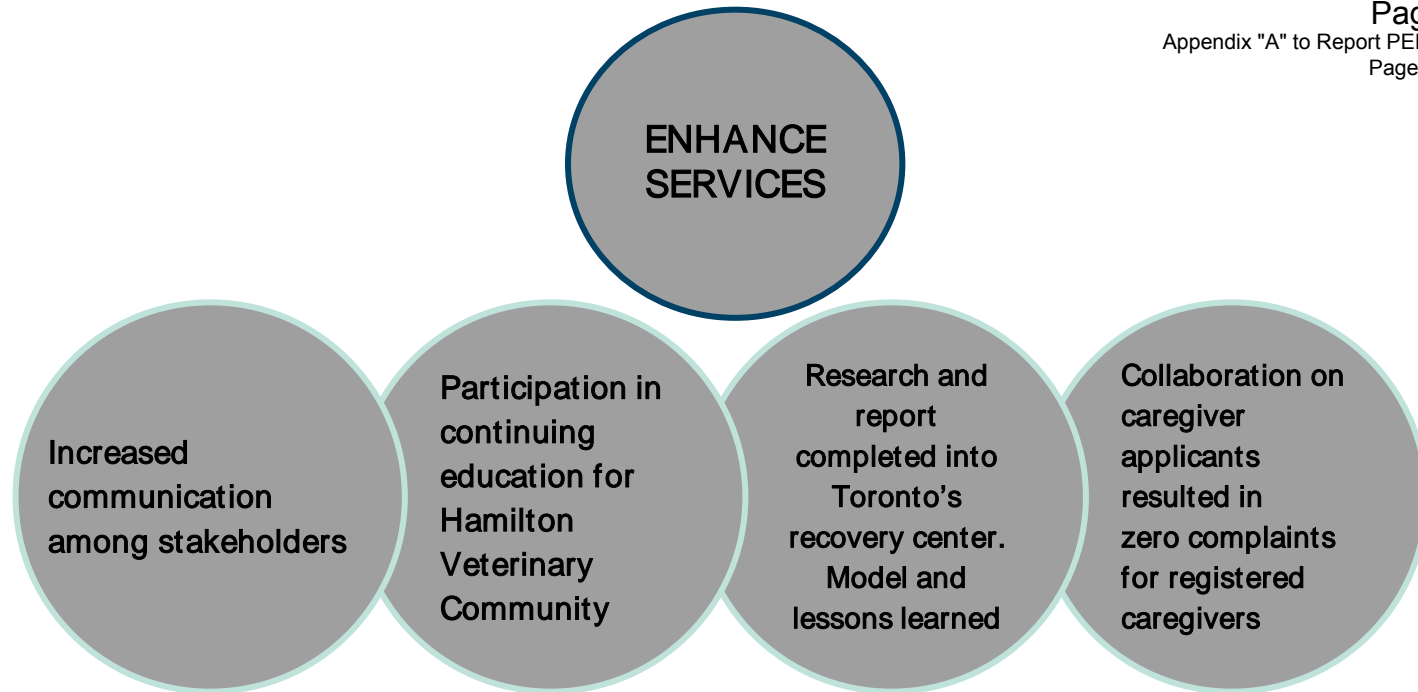 Pag
Appendix "A" to Report PE
Page
ENHANCE
SERVICES
Increased
communication
among stakeholders
Participation in
continuing
education for
Hamilton
Veterinary
Community
Research and
report
completed into
Toronto’s
recovery center.
Model and
lessons learned
Collaboration on
caregiver
applicants
resulted in
zero complaints
for registered
caregivers